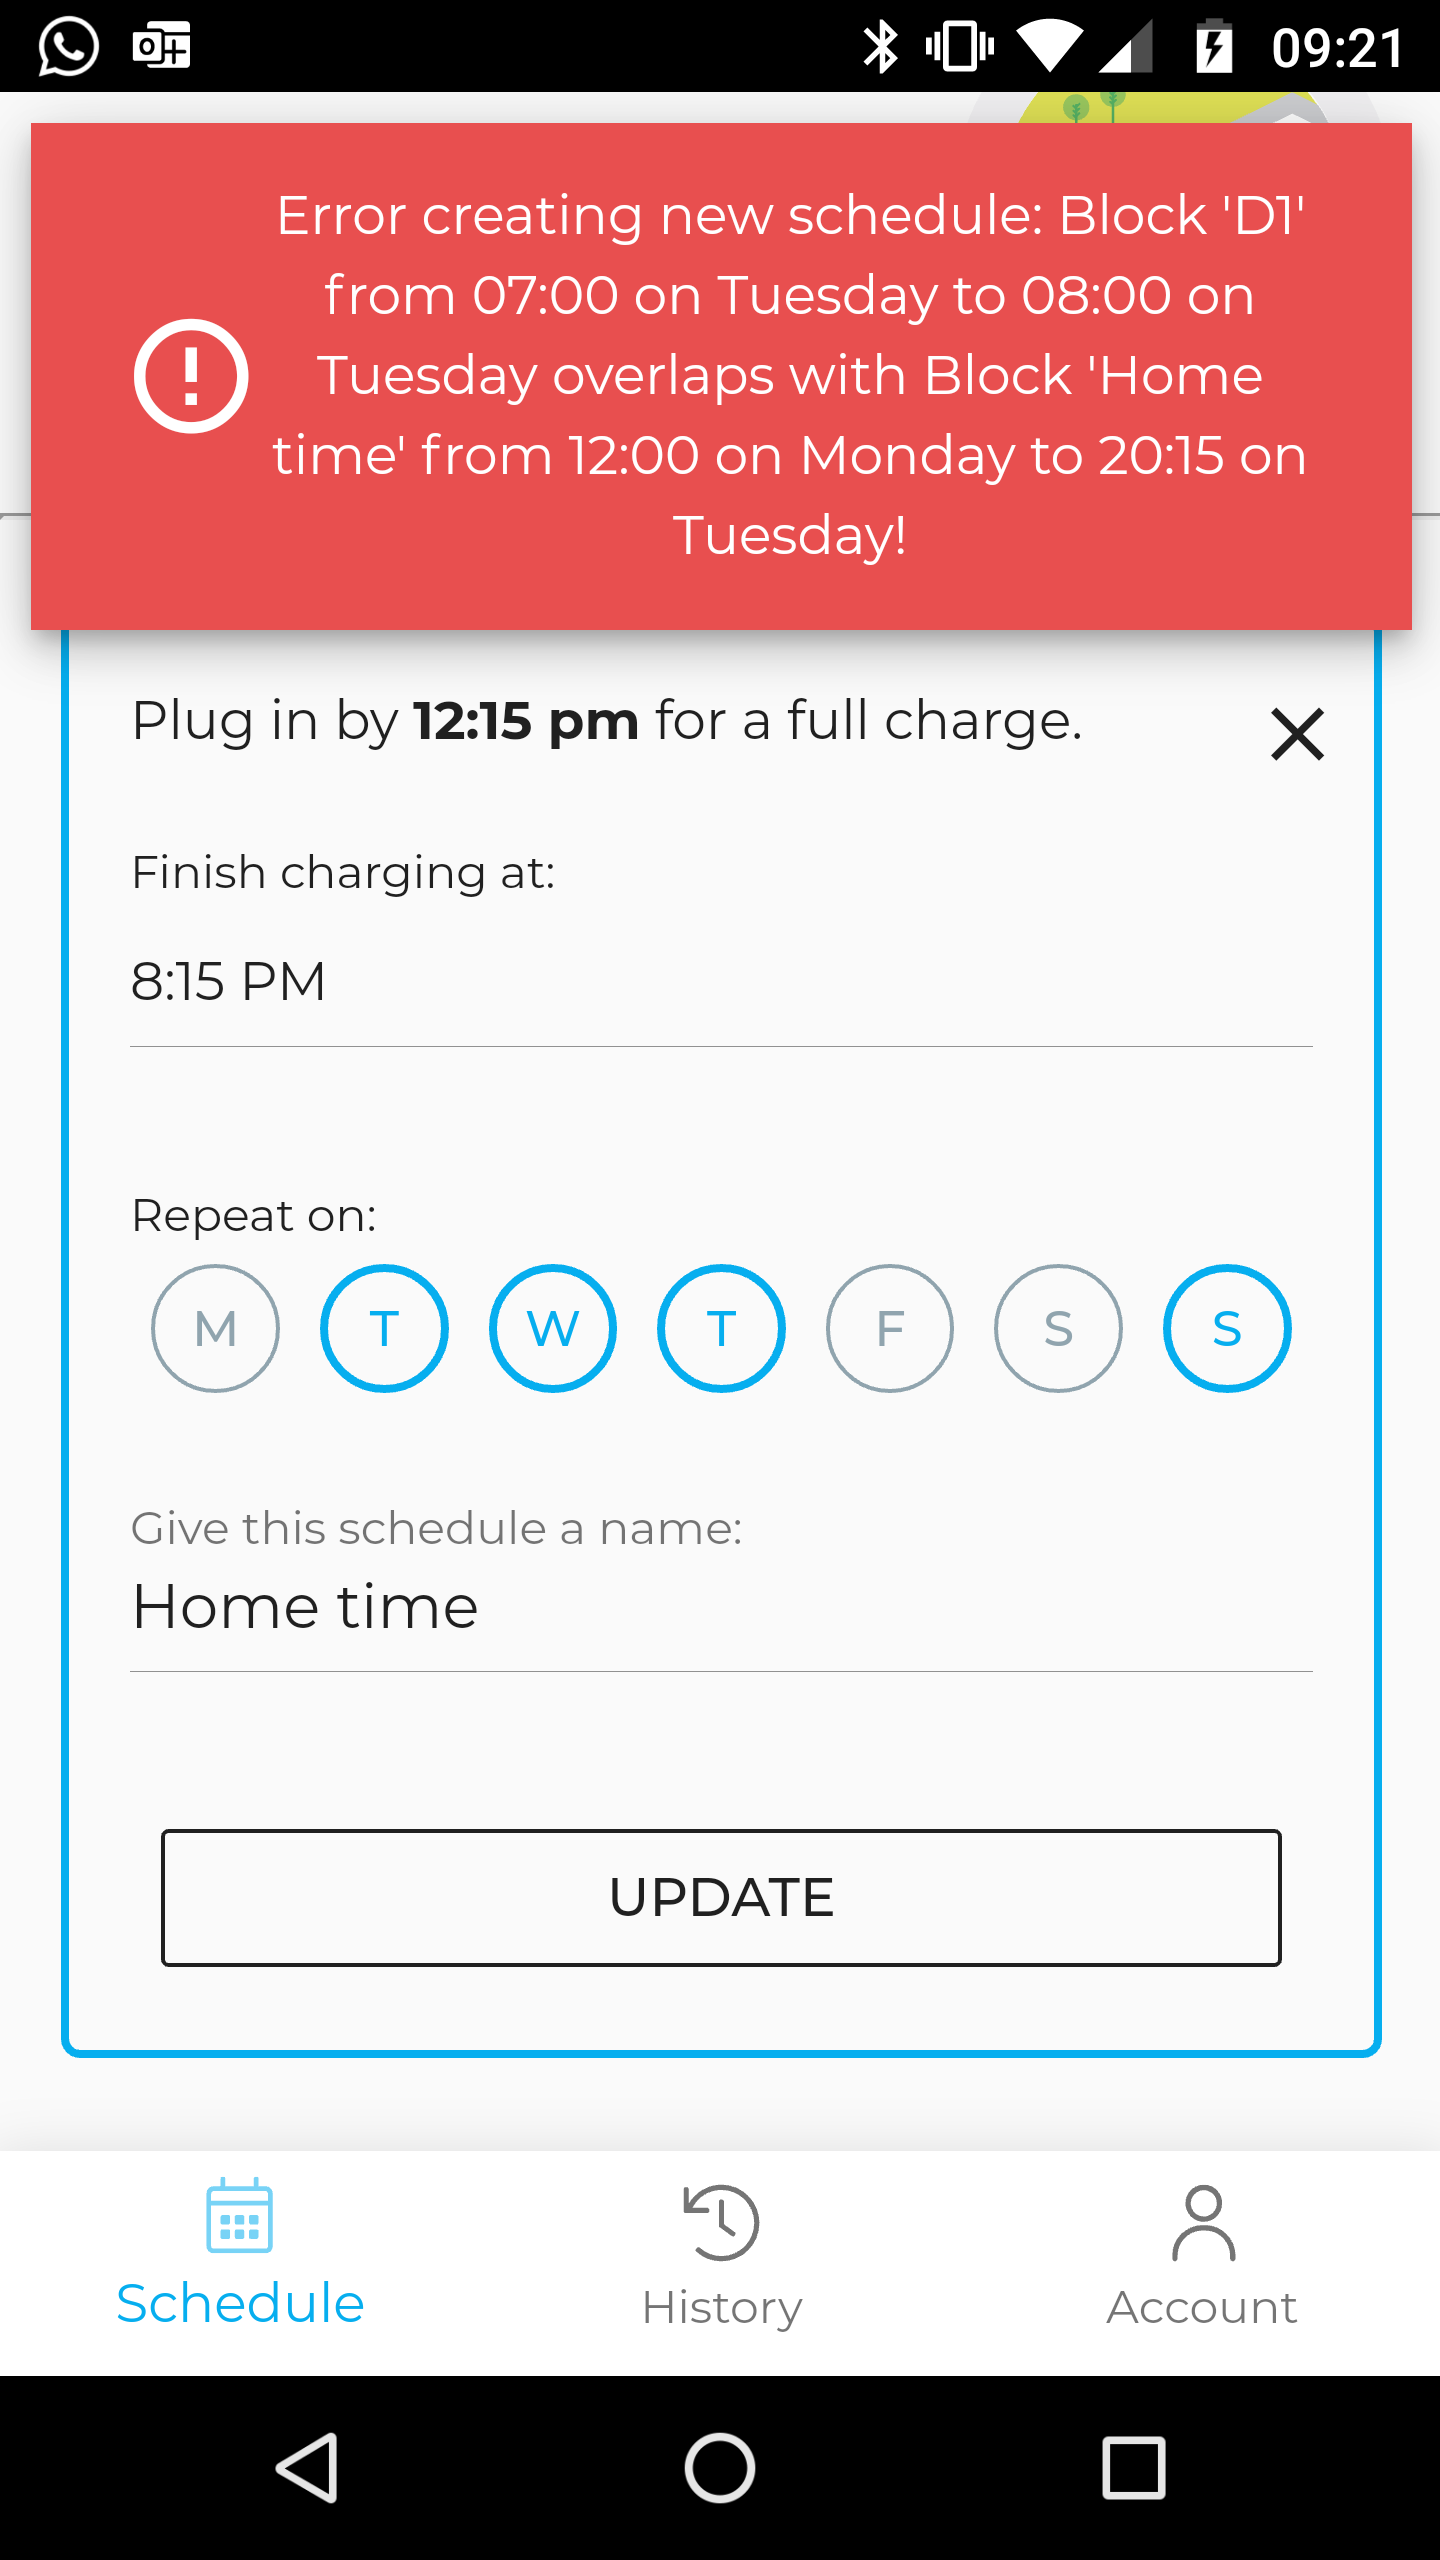 09:21
Error creating new schedule: Block 'D1'
from 07:00 on Tuesday to 08:00 on
Tuesday overlaps with Block 'Home
time' from 12:00 on Monday to 20:15 on
Tuesday!
Plug in by 12:15 pm for a full charge.
Finish charging at:
8:15 PM
Repeat on:
M T W T F S S
Give this schedule a name:
Home time
UPDATE
Schedule History Account